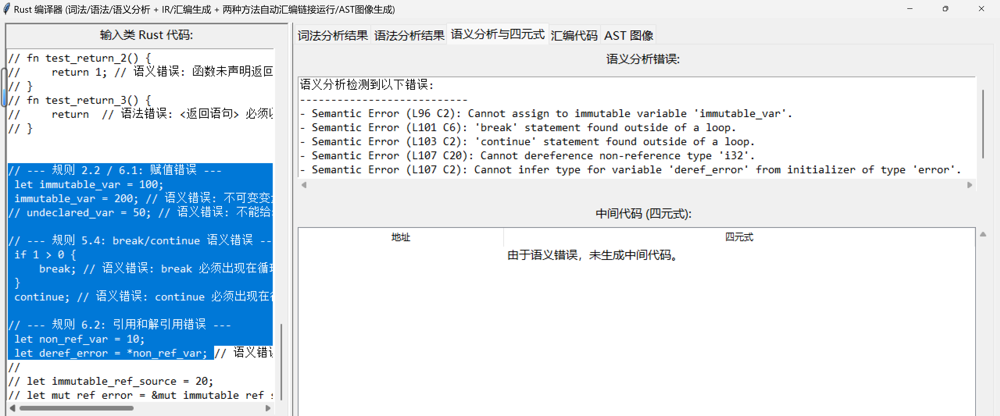 Rust 编译器 (词法/语法/语义分析 + IR/汇编生成 + 两种方法自动汇编链接运行/AST图像生成)
输入类 Rust 代码:
// fn test_return_2() {
//     return 1; // 语义错误: 函数未声明返回
// }
// fn test_return_3() {
//     return  // 语法错误: <返回语句> 必须
// }
// --- 规则 2.2 / 6.1: 赋值错误 ---
let immutable_var = 100;
immutable_var = 200; // 语义错误: 不可变变
// undeclared_var = 50; // 语义错误: 不能给
// --- 规则 5.4: break/continue 语义错误 --
if 1 > 0 {
    break; // 语义错误: break 必须出现在循
}
continue; // 语义错误: continue 必须出现在
// --- 规则 6.2: 引用和解引用错误 ---
let non_ref_var = 10;
let deref_error = *non_ref_var; // 语义错
//
// let immutable_ref_source = 20;
// let mut_ref_error = &mut immutable_ref_
词法分析结果 语法分析结果 语义分析与四元式 汇编代码 AST 图像
语义分析错误:
语义分析检测到以下错误:
---------------------------
- Semantic Error (L96 C2): Cannot assign to immutable variable 'immutable_var'.
- Semantic Error (L101 C6): 'break' statement found outside of a loop.
- Semantic Error (L103 C2): 'continue' statement found outside of a loop.
- Semantic Error (L107 C20): Cannot dereference non-reference type 'i32'.
- Semantic Error (L107 C2): Cannot infer type for variable 'deref_error' from initializer of type 'error'.
中间代码 (四元式):
地址 四元式
由于语义错误，未生成中间代码。